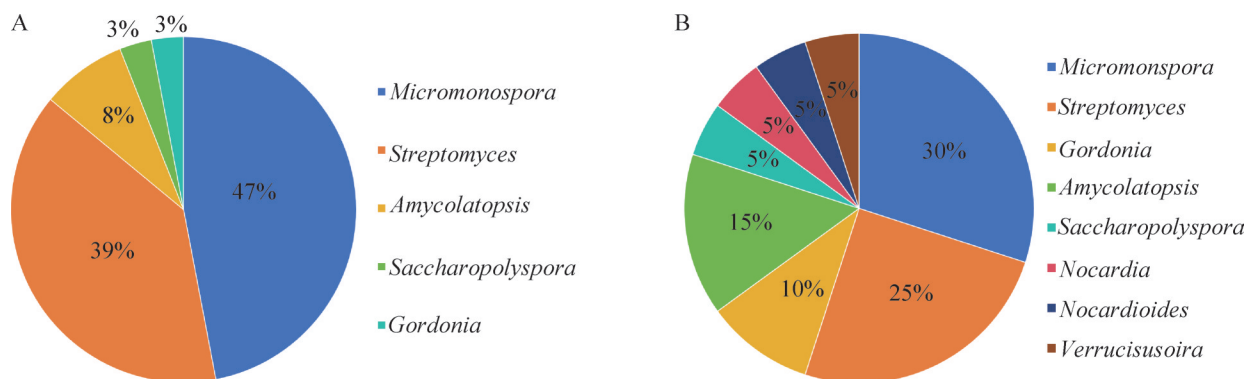 A
3%
3%
8%
39%
47%
Micromonospora
Streptomyces
Amycolatopsis
Saccharopolyspora
Gordonia
B
5%
5%
5%
5%
15%
10%
25%
30%
Micromonspora
Streptomyces
Gordonia
Amycolatopsis
Saccharopolyspora
Nocardia
Nocardioides
Verrucisusoira